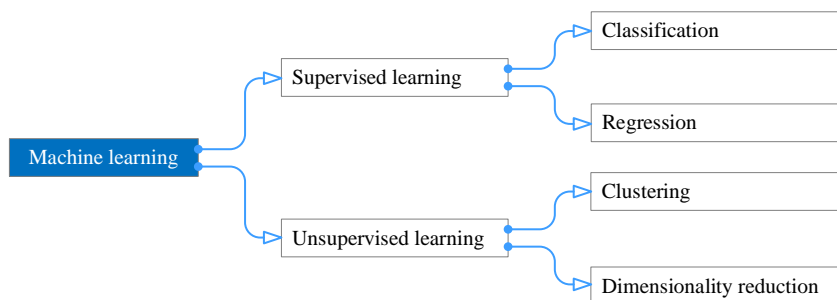 Machine learning
Supervised learning
Classification
Regression
Unsupervised learning
Clustering
Dimensionality reduction